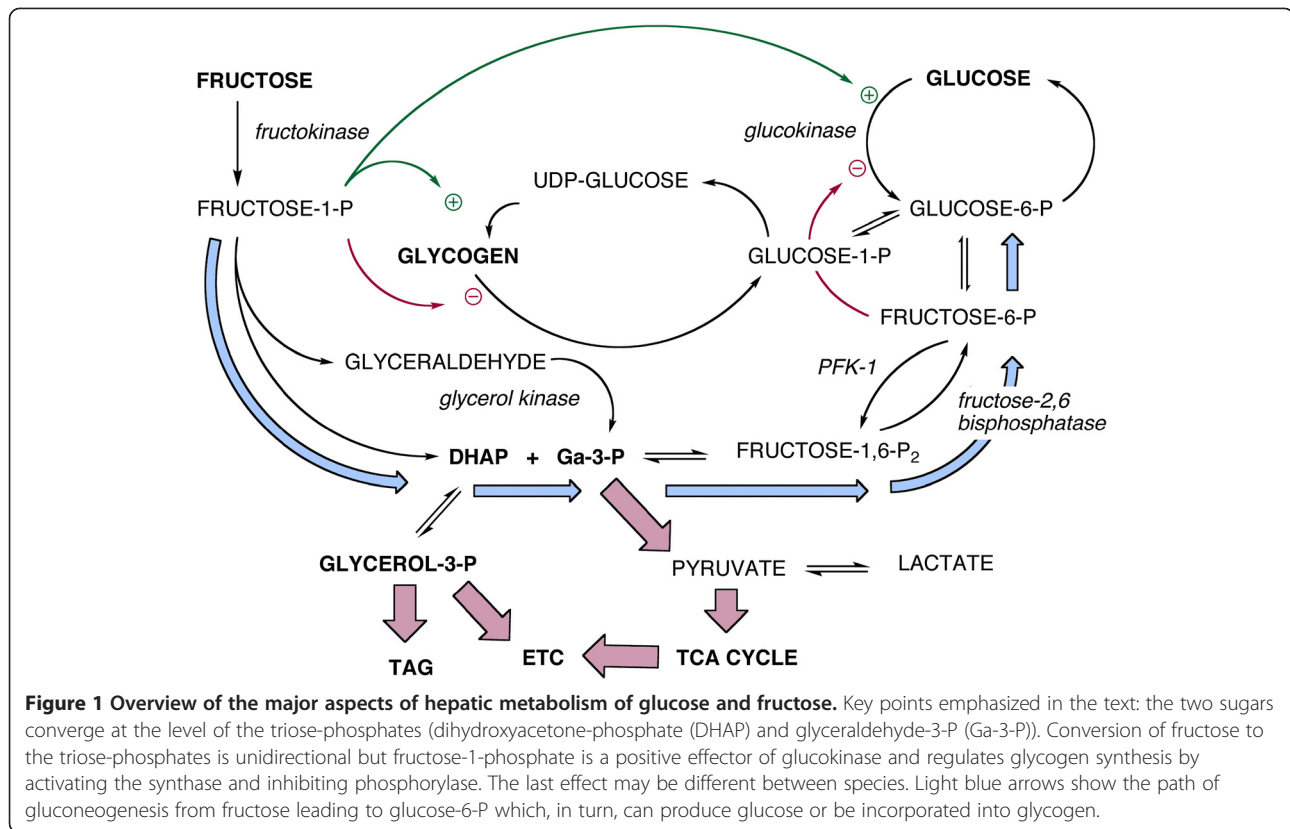 FRUCTOSE
GLUCOSE
+
fructokinase
glucokinase
−
UDP-GLUCOSE
FRUCTOSE-1-P
+
GLUCOSE-6-P
GLYCOGEN
GLUCOSE-1-P
−
FRUCTOSE-6-P
GLYCERALDEHYDE
PFK-1
glycerol kinase
fructose-2,6
bisphosphatase
DHAP + Ga-3-P
FRUCTOSE-1,6-P₂
GLYCEROL-3-P
PYRUVATE
LACTATE
TAG
ETC
TCA CYCLE
Figure 1 Overview of the major aspects of hepatic metabolism of glucose and fructose. Key points emphasized in the text: the two sugars
converge at the level of the triose-phosphates (dihydroxyacetone-phosphate (DHAP) and glyceraldehyde-3-P (Ga-3-P)). Conversion of fructose to
the triose-phosphates is unidirectional but fructose-1-phosphate is a positive effector of glucokinase and regulates glycogen synthesis by
activating the synthase and inhibiting phosphorylase. The last effect may be different between species. Light blue arrows show the path of
gluconeogenesis from fructose leading to glucose-6-P which, in turn, can produce glucose or be incorporated into glycogen.